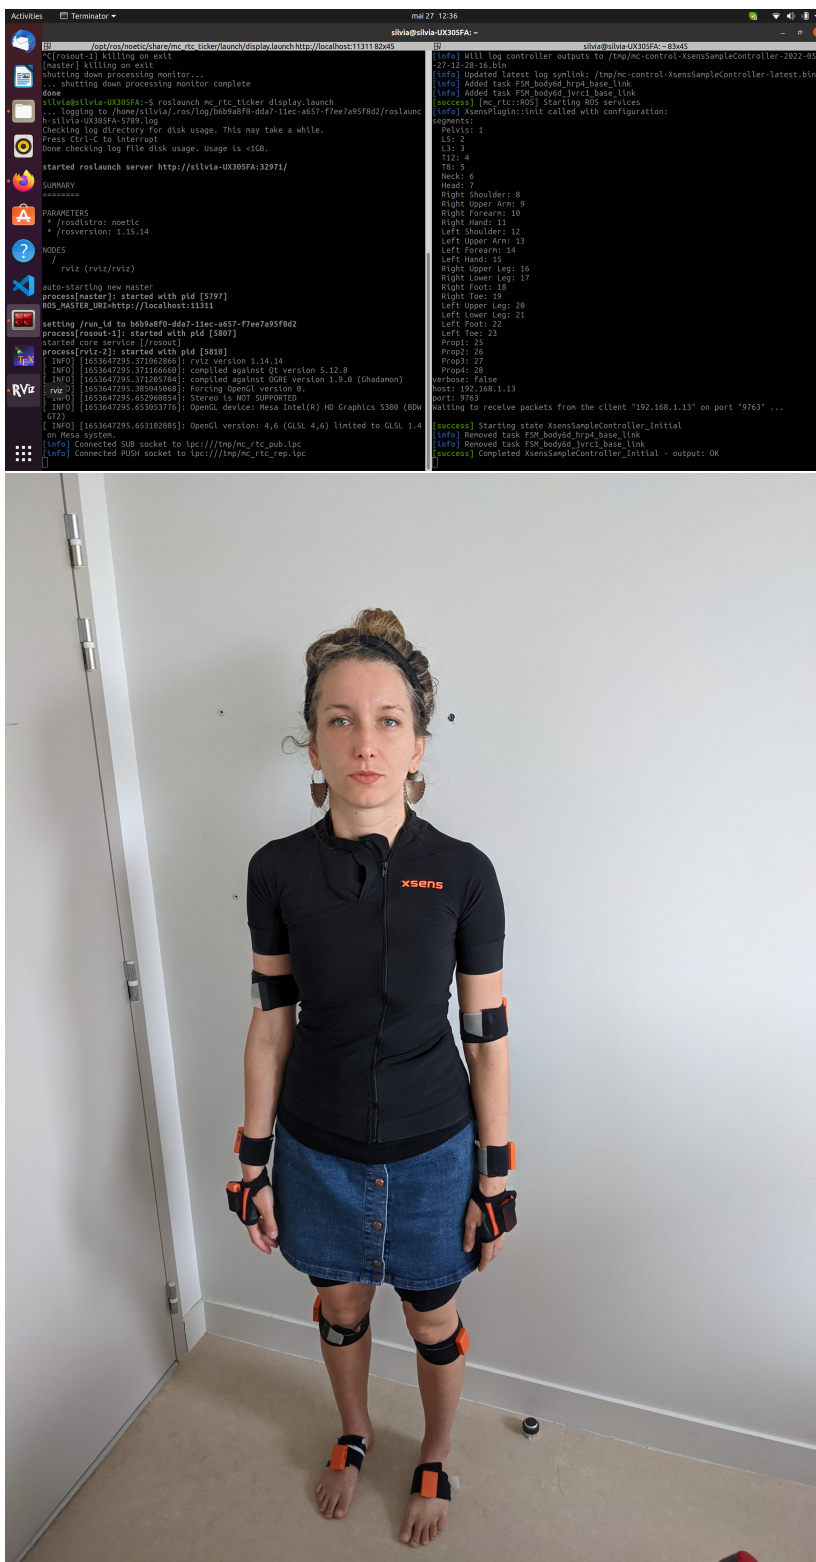 Activities
Terminator
mai 27 12:36
silvia@silvia-UX305FA: ~
/opt/ros/noetic/share/mc_rtc_ticker/launch/display.launch http://localhost:11311 82x45
^C[rosout-1] killing on exit
[master] killing on exit
shutting down processing monitor...
... shutting down processing monitor complete
done
silvia@silvia-UX305FA:~$ roslaunch mc_rtc_ticker display.launch
... logging to /home/silvia/.ros/log/b6b9a8f0-dda7-11ec-a657-f7ee7a95f8d2/roslaunc
h-silvia-UX305FA-5789.log
Checking log directory for disk usage. This may take a while.
Press Ctrl-C to interrupt
Done checking log file disk usage. Usage is <1GB.
started roslaunch server http://silvia-UX305FA:32971/
SUMMARY
========
PARAMETERS
* /rosdistro: noetic
* /rosversion: 1.15.14
NODES
/
rviz (rviz/rviz)
auto-starting new master
process[master]: started with pid [5797]
ROS_MASTER_URI=http://localhost:11311
setting /run_id to b6b9a8f0-dda7-11ec-a657-f7ee7a95f8d2
process[rosout-1]: started with pid [5807]
started core service [/rosout]
process[rviz-2]: started with pid [5810]
[ INFO] [1653647295.371062866]: rviz version 1.14.14
[ INFO] [1653647295.371166660]: compiled against Qt version 5.12.8
[ INFO] [1653647295.371205704]: compiled against OGRE version 1.9.0 (Ghadamon)
[ INFO] [1653647295.385045068]: Forcing OpenGl version 0.
[ INFO] [1653647295.652960854]: Stereo is NOT SUPPORTED
[ INFO] [1653647295.653053776]: OpenGL device: Mesa Intel(R) HD Graphics 5300 (BDW
GT2)
[ INFO] [1653647295.653102805]: OpenGl version: 4,6 (GLSL 4,6) limited to GLSL 1.4
on Mesa system.
[info] Connected SUB socket to ipc:///tmp/mc_rtc_pub.ipc
[info] Connected PUSH socket to ipc:///tmp/mc_rtc_rep.ipc
TEX
RViz
rviz
silvia@silvia-UX305FA: ~ 83x45
[info] Will log controller outputs to /tmp/mc-control-XsensSampleController-2022-05
-27-12-28-16.bin
[info] Updated latest log symlink: /tmp/mc-control-XsensSampleController-latest.bin
[info] Added task FSM_body6d_hrp4_base_link
[info] Added task FSM_body6d_jvrc1_base_link
[success] [mc_rtc::ROS] Starting ROS services
[info] XsensPlugin::init called with configuration:
segments:
Pelvis: 1
L5: 2
L3: 3
T12: 4
T8: 5
Neck: 6
Head: 7
Right Shoulder: 8
Right Upper Arm: 9
Right Forearm: 10
Right Hand: 11
Left Shoulder: 12
Left Upper Arm: 13
Left Forearm: 14
Left Hand: 15
Right Upper Leg: 16
Right Lower Leg: 17
Right Foot: 18
Right Toe: 19
Left Upper Leg: 20
Left Lower Leg: 21
Left Foot: 22
Left Toe: 23
Prop1: 25
Prop2: 26
Prop3: 27
Prop4: 28
verbose: false
host: 192.168.1.13
port: 9763
Waiting to receive packets from the client "192.168.1.13" on port "9763" ...
[success] Starting state XsensSampleController_Initial
[info] Removed task FSM_body6d_hrp4_base_link
[info] Removed task FSM_body6d_jvrc1_base_link
[success] Completed XsensSampleController_Initial - output: OK
xsens